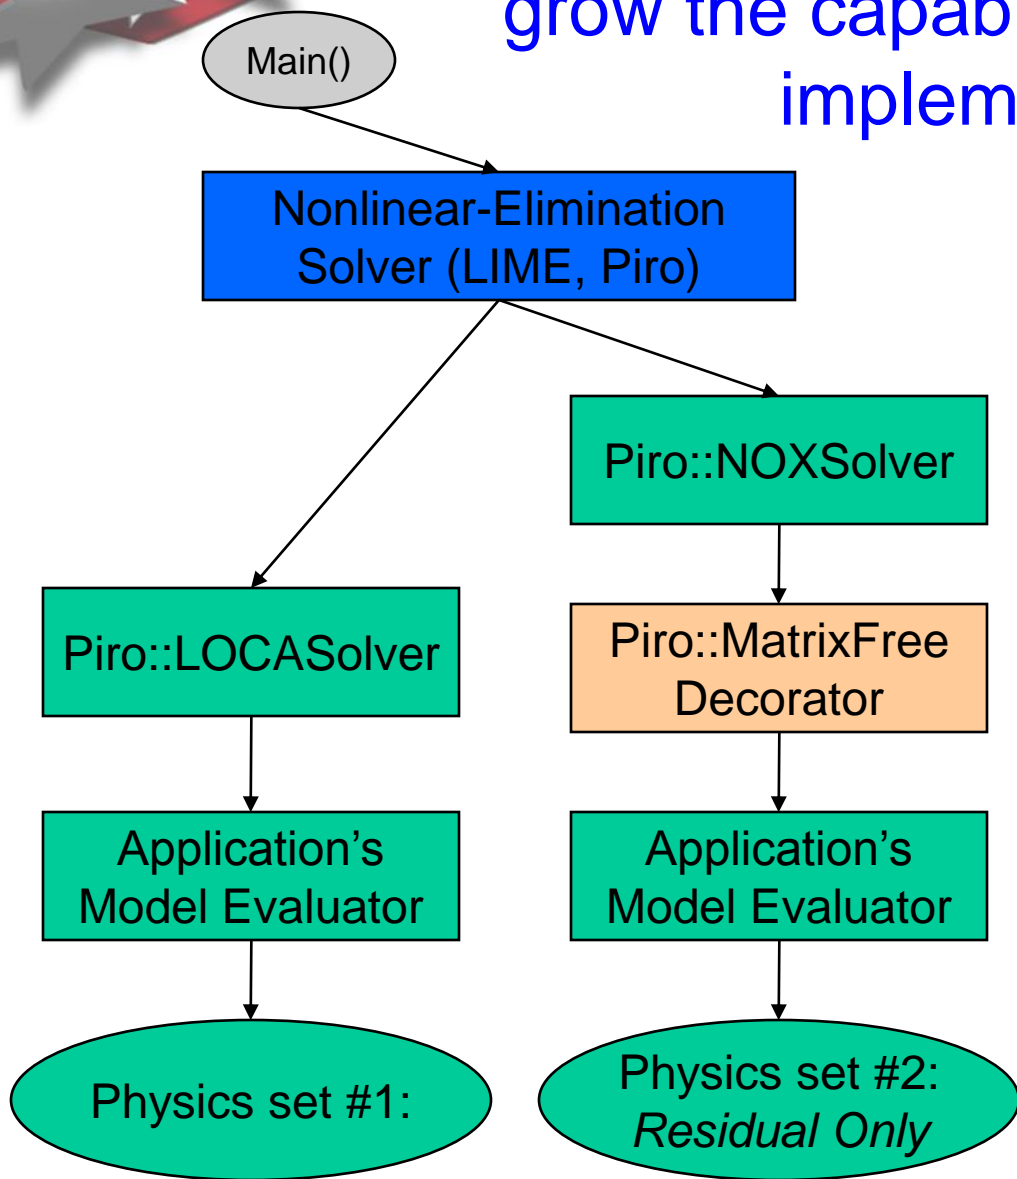 grow the capab
implem
Main()
Nonlinear-Elimination
Solver (LIME, Piro)
Piro::NOXSolver
Piro::LOCASolver
Piro::MatrixFree
Decorator
Application’s
Model Evaluator
Application’s
Model Evaluator
Physics set #1:
Physics set #2:
Residual Only